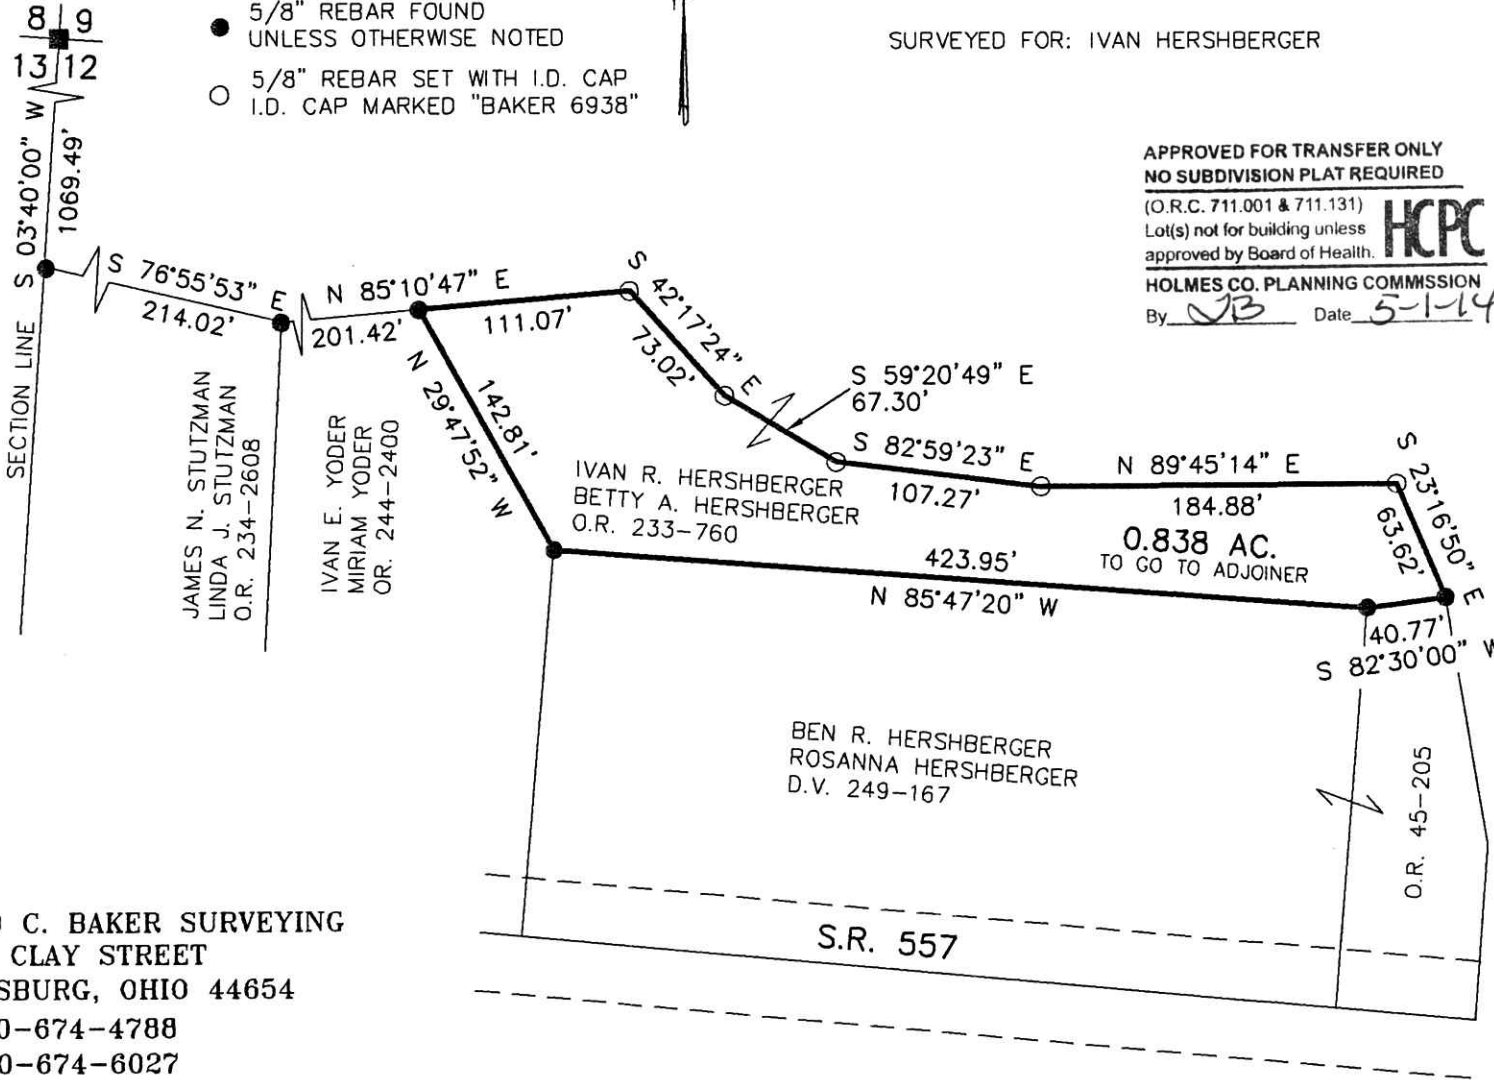 8 9
13 12
5/8" REBAR FOUND
UNLESS OTHERWISE NOTED
5/8" REBAR SET WITH I.D. CAP
I.D. CAP MARKED "BAKER 6938"
SURVEYED FOR: IVAN HERSHBERGER
APPROVED FOR TRANSFER ONLY
NO SUBDIVISION PLAT REQUIRED
(O.R.C. 711.001 & 711.131)
Lot(s) not for building unless
approved by Board of Health.
HCPC
HOLMES CO. PLANNING COMMISSION
By JB Date 5-1-14
SECTION LINE S 03°40'00" W
1069.49'
S 76°55'53" E
214.02'
N 85°10'47" E
201.42'
111.07'
S 42°17'24" E
73.02'
S 59°20'49" E
67.30'
S 82°59'23" E
107.27'
N 89°45'14" E
184.88'
S 23°16'50" E
63.62'
142.81'
N 29°47'52" W
JAMES N. STUTZMAN
LINDA J. STUTZMAN
O.R. 234-2608
IVAN E. YODER
MIRIAM YODER
OR. 244-2400
IVAN R. HERSHBERGER
BETTY A. HERSHBERGER
O.R. 233-760
0.838 AC.
TO GO TO ADJOINER
423.95'
N 85°47'20" W
40.77'
S 82°30'00" W
BEN R. HERSHBERGER
ROSANNA HERSHBERGER
D.V. 249-167
O.R. 45-205
S.R. 557
C. BAKER SURVEYING
CLAY STREET
SBURG, OHIO 44654
0-674-4788
0-674-6027